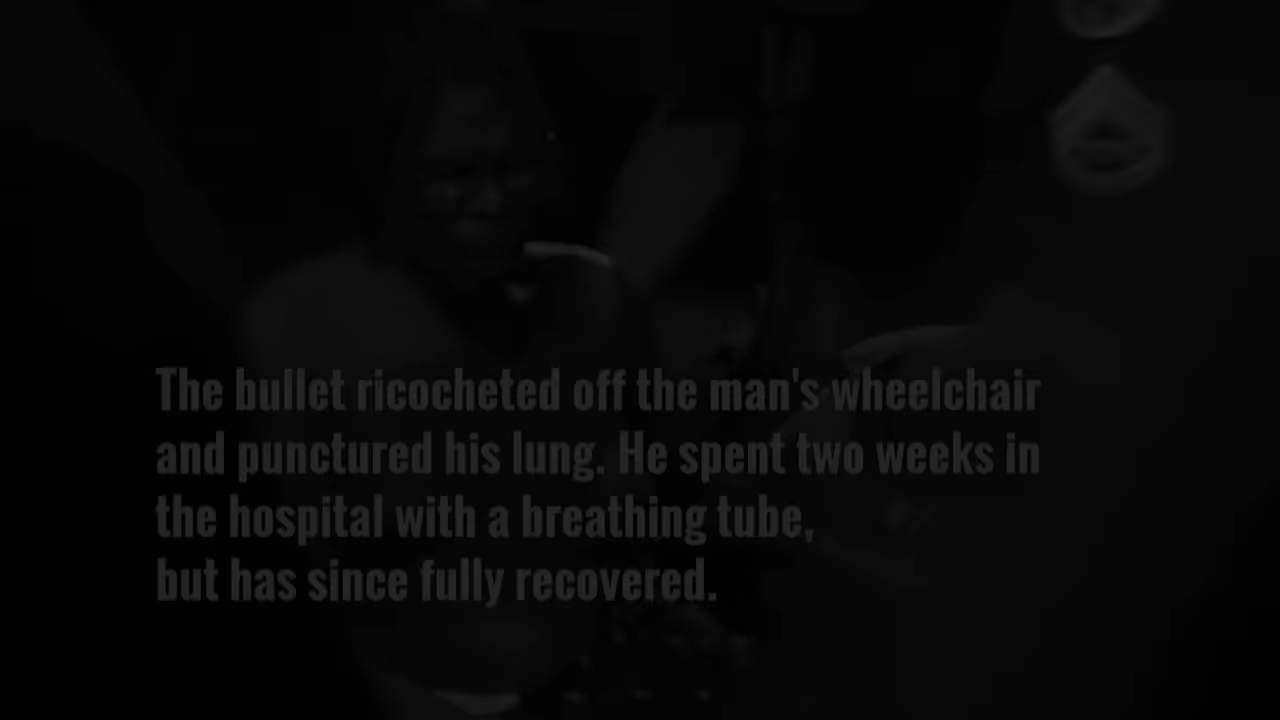 The bullet ricocheted off the man's wheelchair
and punctured his lung. He spent two weeks in
the hospital with a breathing tube,
but has since fully recovered.